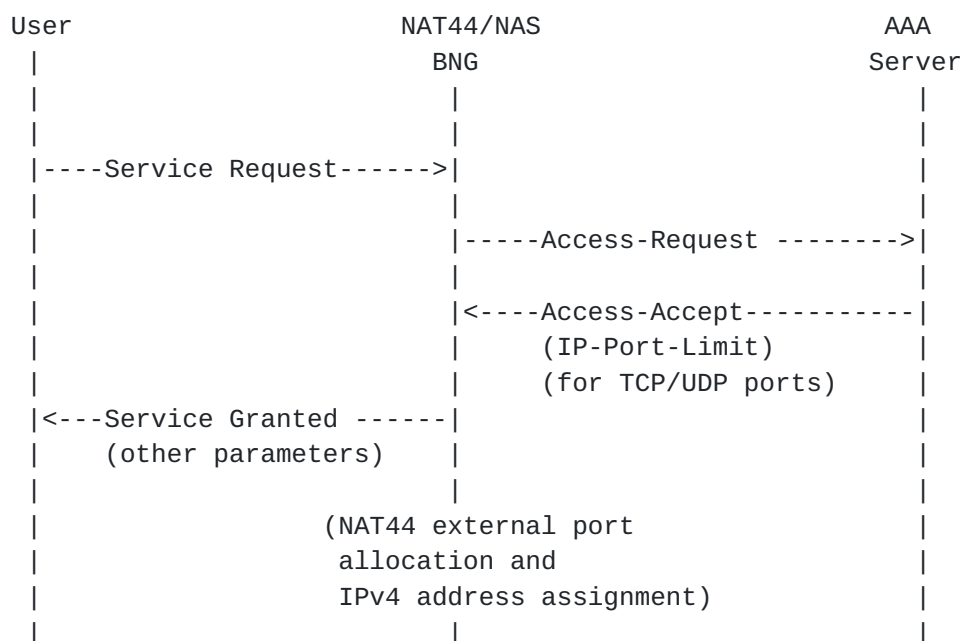 User NAT44/NAS AAA
| BNG Server
| | |
| | |
|----Service Request------>| |
| | |
| |-----Access-Request -------->|
| | |
| |<----Access-Accept-----------|
| | (IP-Port-Limit) |
| | (for TCP/UDP ports) |
|<---Service Granted ------| |
| (other parameters) | |
| | |
| (NAT44 external port |
| allocation and |
| IPv4 address assignment) |
| | |